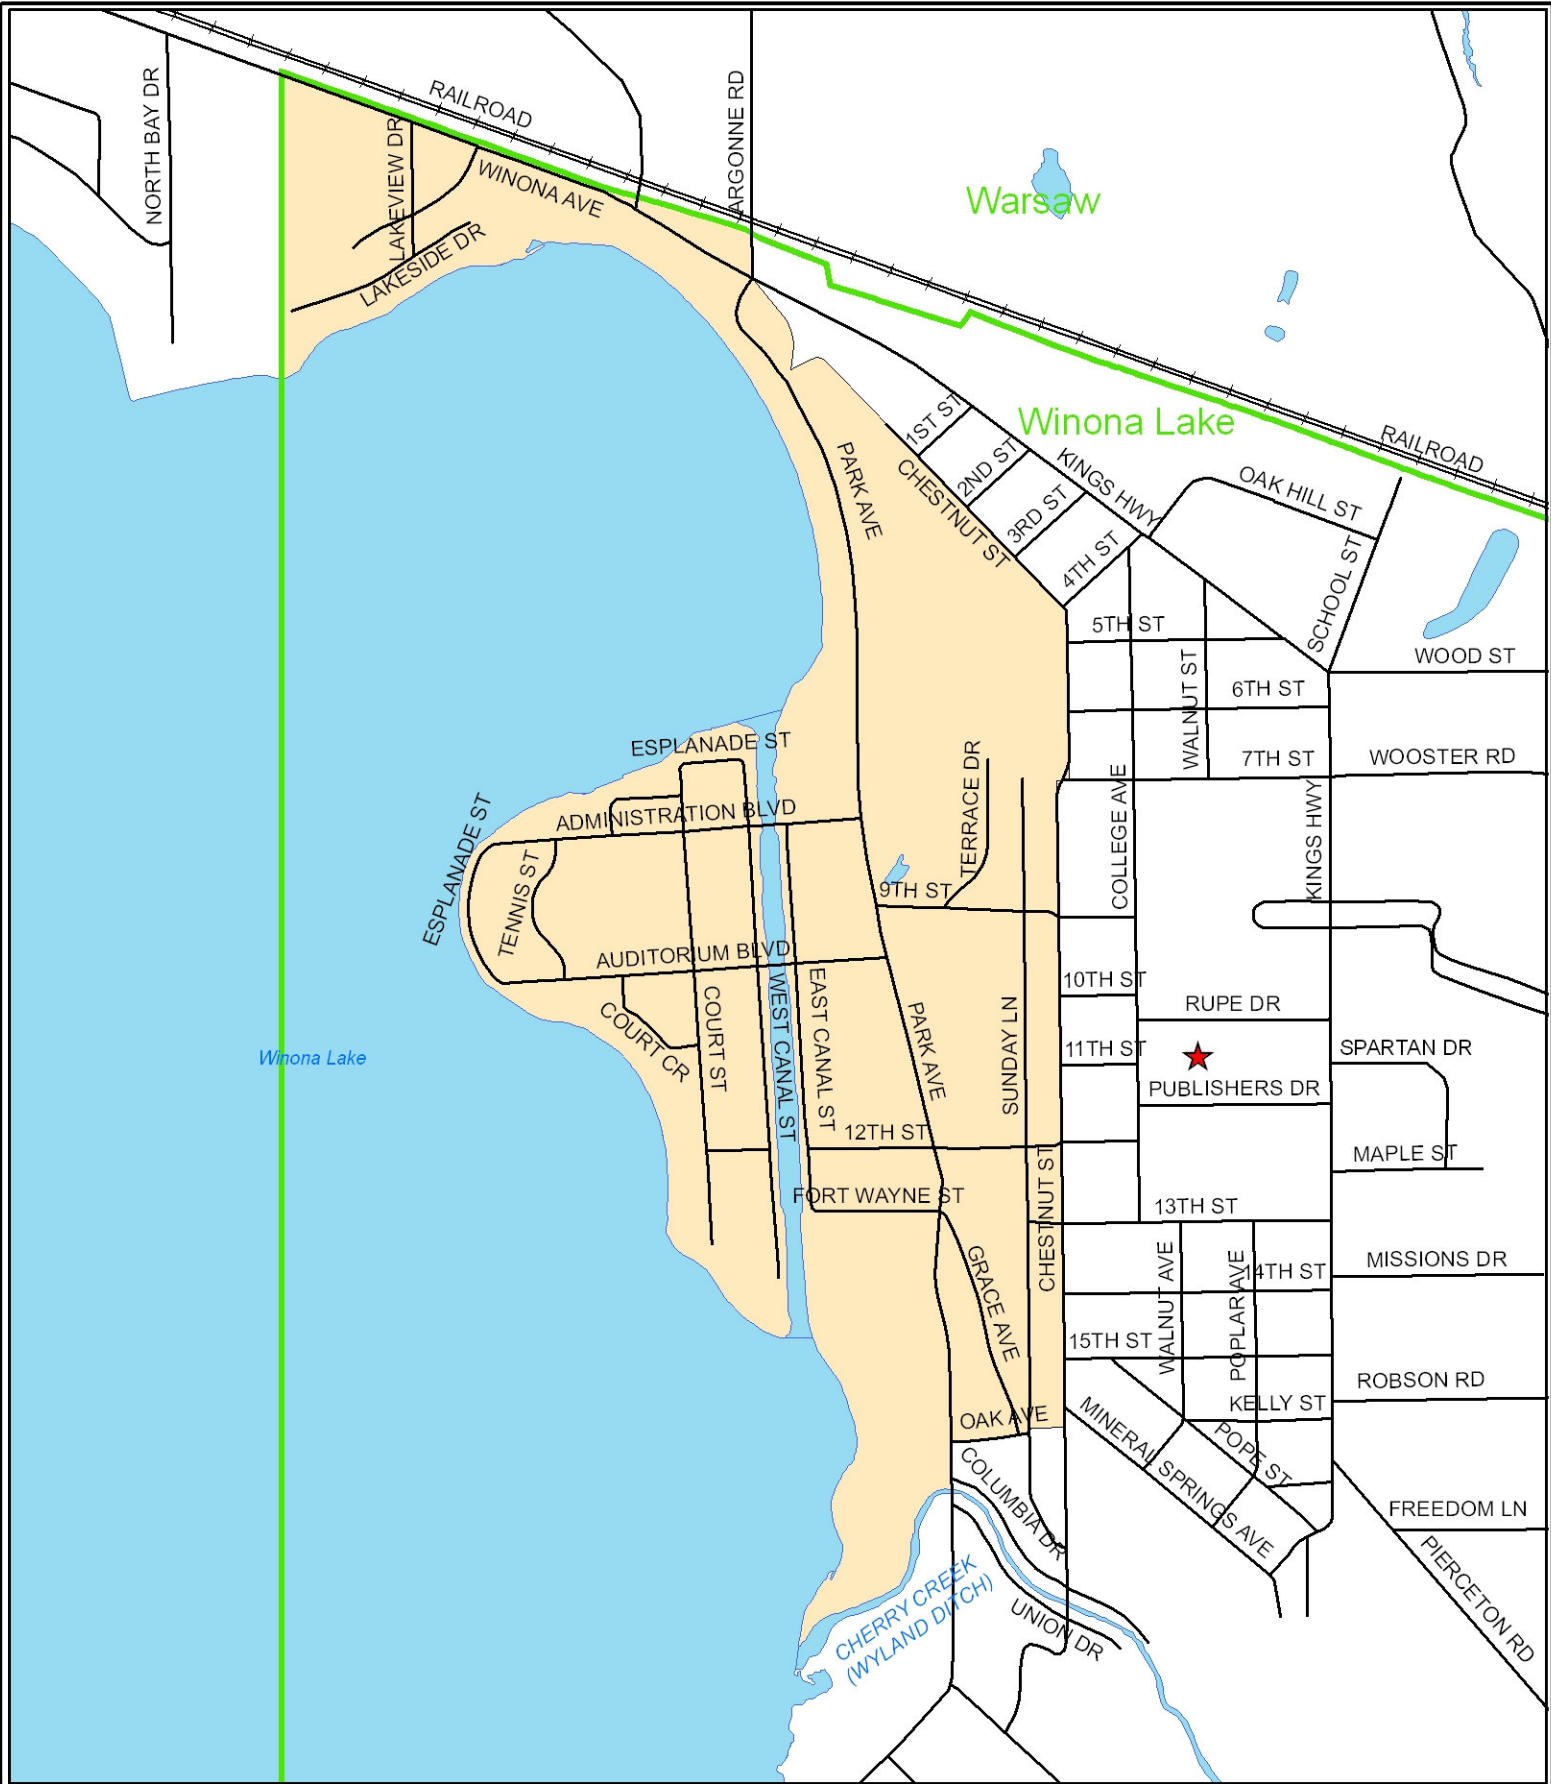 NORTH BAY DR
RAILROAD
ARGONNE RD
LAKEVIEW DR
WINONA AVE
LAKESIDE DR
Warsaw
Winona Lake
RAILROAD
1ST ST
2ND ST
3RD ST
4TH ST
KINGS HWY
CHESTNUT ST
PARK AVE
OAK HILL ST
SCHOOL ST
5TH ST
WOOD ST
WALNUT ST
6TH ST
7TH ST
WOOSTER RD
ESPLANADE ST
ADMINISTRATION BLVD
ESPLANADE ST
TENNIS ST
TERRACE DR
COLLEGE AVE
KINGS HWY
9TH ST
AUDITORIUM BLVD
COURT CR
COURT ST
WEST CANAL ST
EAST CANAL ST
PARK AVE
SUNDAY LN
10TH ST
RUPE DR
11TH ST
SPARTAN DR
Winona Lake
PUBLISHERS DR
12TH ST
MAPLE ST
FORT WAYNE ST
CHESTNUT ST
13TH ST
GRACE AVE
WALNUT AVE
POPLAR AVE
14TH ST
MISSIONS DR
15TH ST
ROBSON RD
OAK AVE
KELLY ST
MINERAL SPRINGS AVE
POPE ST
COLUMBIA DR
FREEDOM LN
PIERCETON RD
CHERRY CREEK
(WYLAND DITCH)
UNION DR